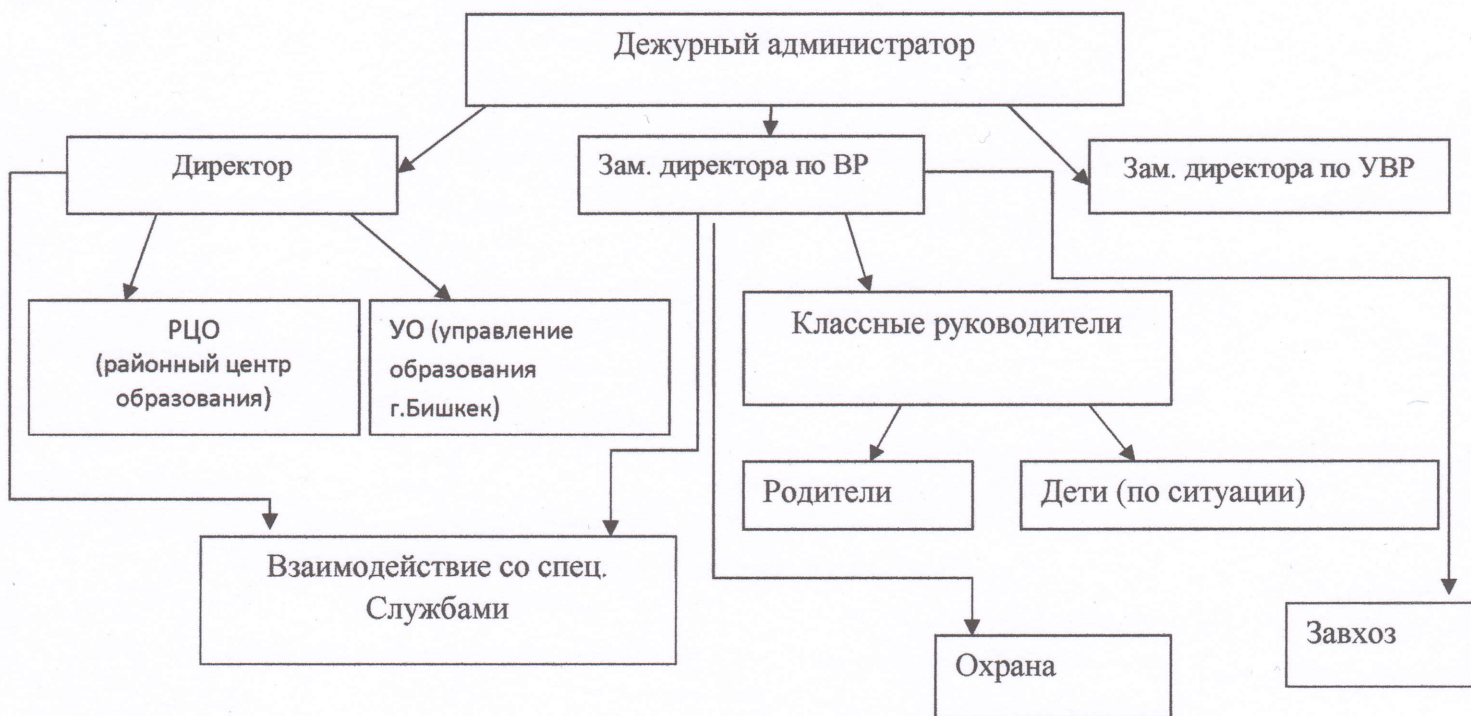 Дежурный администратор
Директор
Зам. директора по ВР
Зам. директора по УВР
РЦО
(районный центр
образования)
УО (управление
образования
г.Бишкек)
Классные руководители
Родители
Дети (по ситуации)
Взаимодействие со спец.
Службами
Охрана
Завхоз